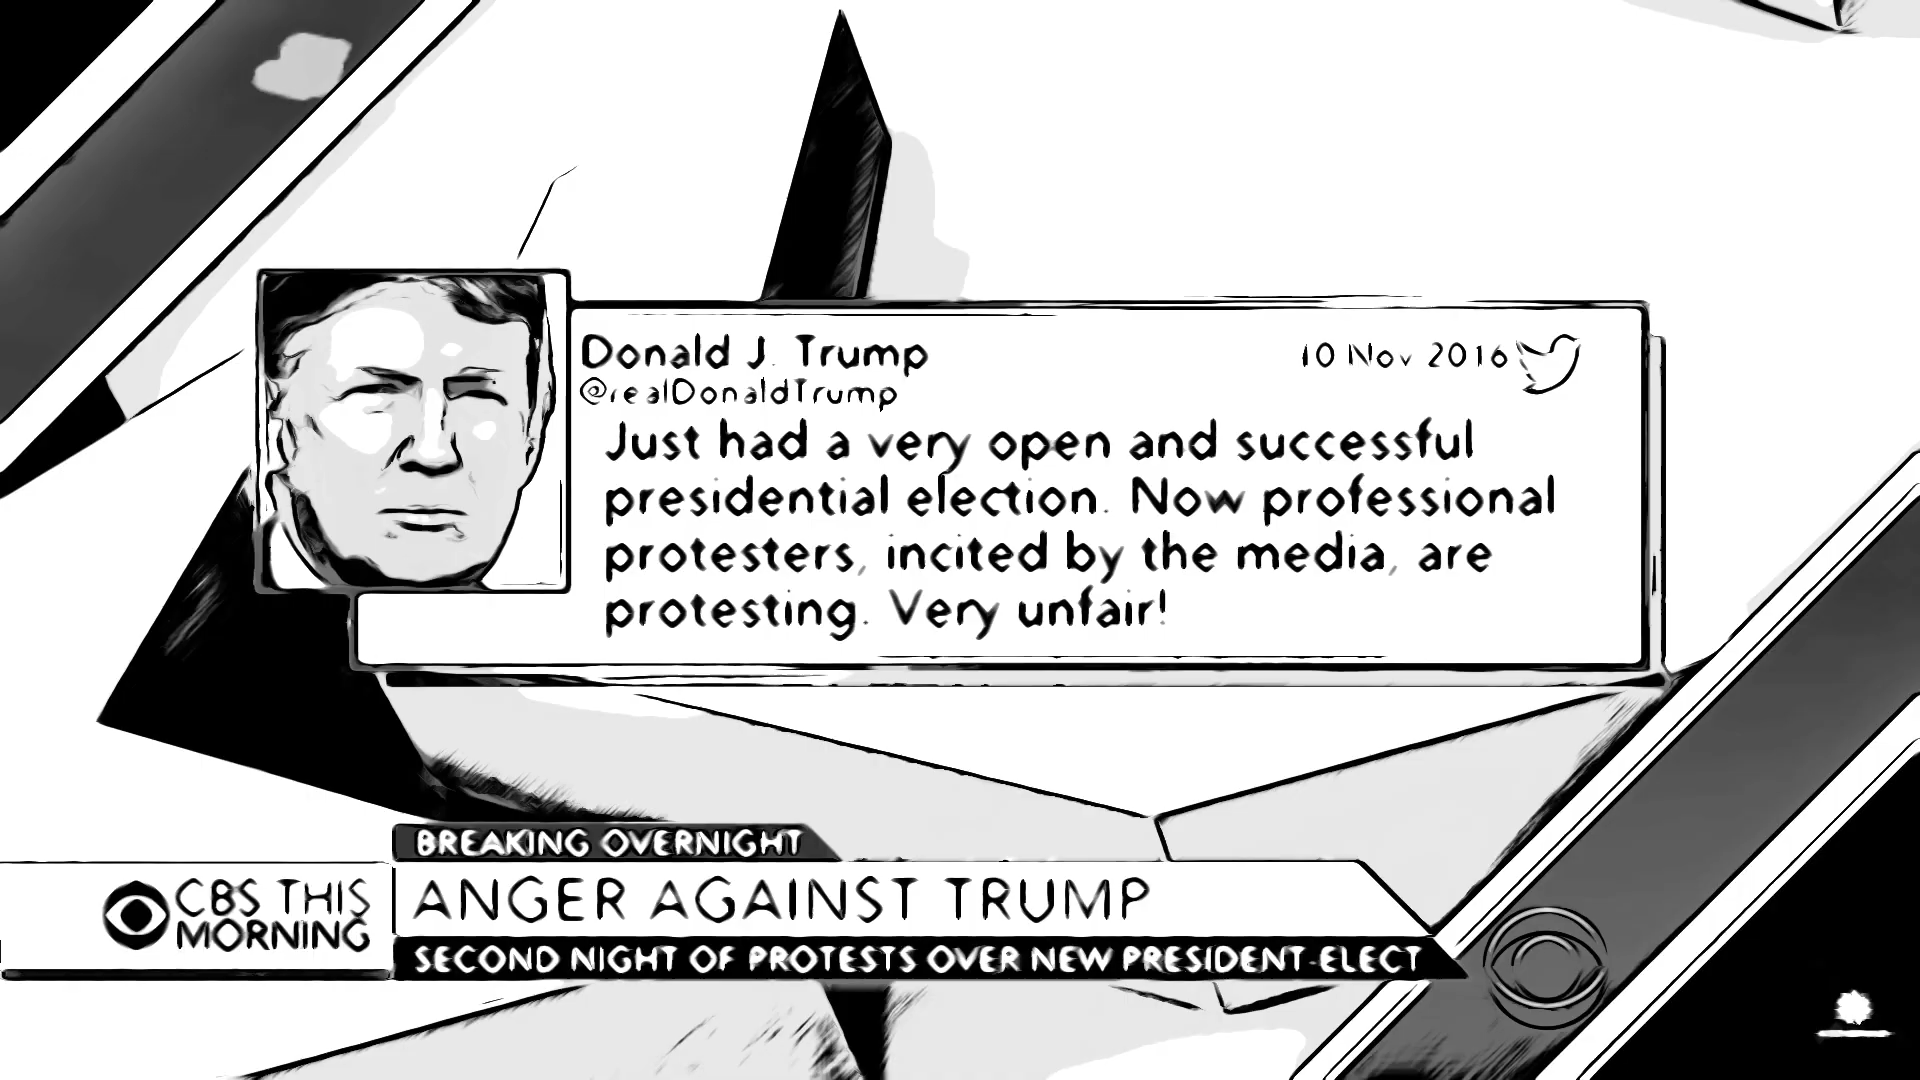 Donald J. Trump
10 Nov 2016
@realDonaldTrump
Just had a very open and successful
presidential election. Now professional
protesters, incited by the media, are
protesting. Very unfair!
BREAKING OVERNIGHT
CBS THIS
MORNING
ANGER AGAINST TRUMP
SECOND NIGHT OF PROTESTS OVER NEW PRESIDENT-ELECT